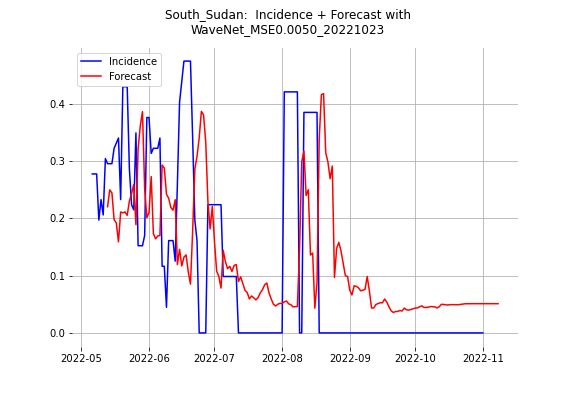 South_Sudan:  Incidence + Forecast with
WaveNet_MSE0.0050_20221023
Incidence
Forecast
0.4
0.3
0.2
0.1
0.0
2022-05 2022-06 2022-07 2022-08 2022-09 2022-10 2022-11